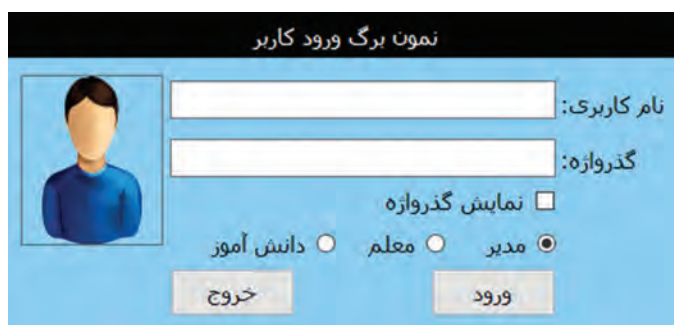 نمون برگ ورود کاربر
نام کاربری:
گذرواژه:
نمایش گذرواژه
مدیر معلم دانش آموز
ورود خروج